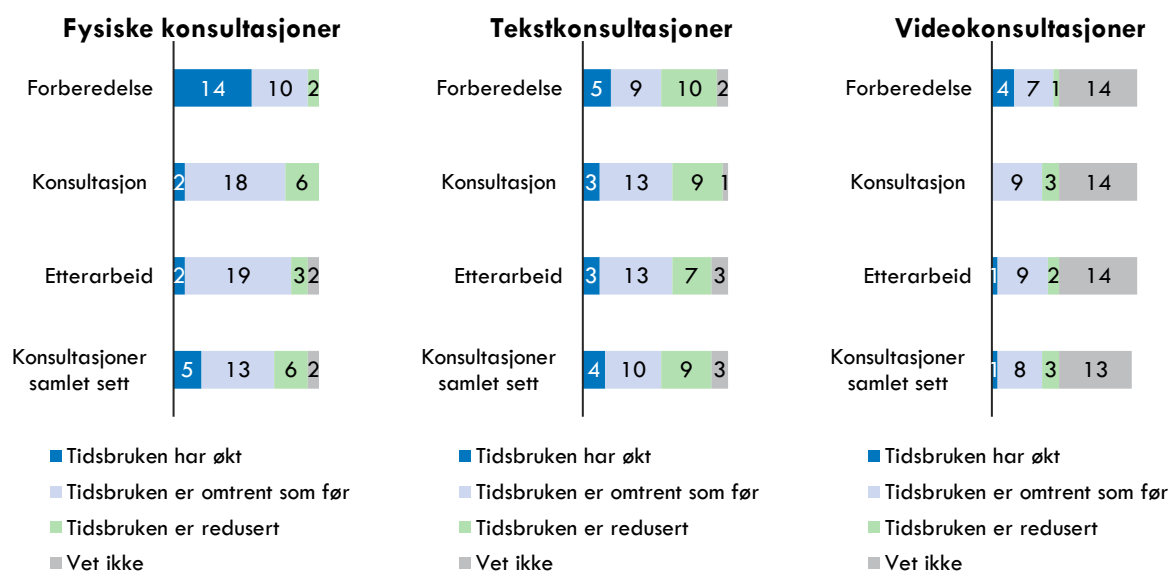 Fysiske konsultasjoner
Forberedelse 14 10 2
Konsultasjon 2 18 6
Etterarbeid 2 19 3 2
Konsultasjoner
samlet sett 5 13 6 2
Tidsbruken har økt
Tidsbruken er omtrent som før
Tidsbruken er redusert
Vet ikke
Tekstkonsultasjoner
Forberedelse 5 9 10 2
Konsultasjon 3 13 9 1
Etterarbeid 3 13 7 3
Konsultasjoner
samlet sett 4 10 9 3
Tidsbruken har økt
Tidsbruken er omtrent som før
Tidsbruken er redusert
Vet ikke
Videokonsultasjoner
Forberedelse 4 7 1 14
Konsultasjon 9 3 14
Etterarbeid 1 9 2 14
Konsultasjoner
samlet sett 1 8 3 13
Tidsbruken har økt
Tidsbruken er omtrent som før
Tidsbruken er redusert
Vet ikke